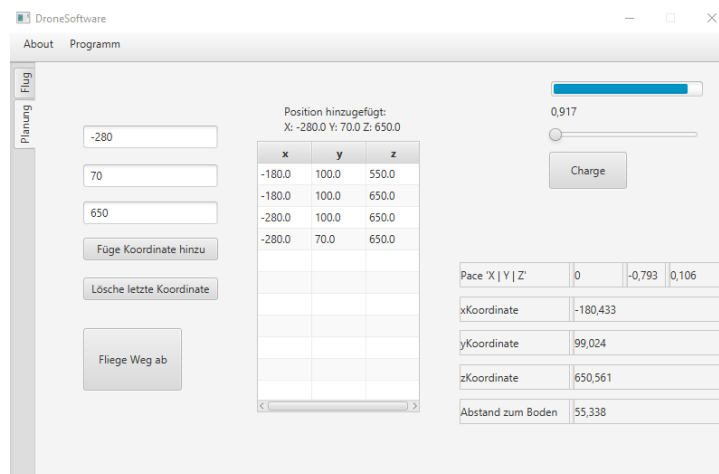 DroneSoftware
About Programm
Flug
Planung
-280
70
650
Füge Koordinate hinzu
Lösche letzte Koordinate
Fliege Weg ab
Position hinzugefügt:
X: -280.0 Y: 70.0 Z: 650.0
x y z
-180.0 100.0 550.0
-180.0 100.0 650.0
-280.0 100.0 650.0
-280.0 70.0 650.0
0,917
Charge
Pace 'X | Y | Z' 0 -0,793 0,106
xKoordinate -180,433
yKoordinate 99,024
zKoordinate 650,561
Abstand zum Boden 55,338